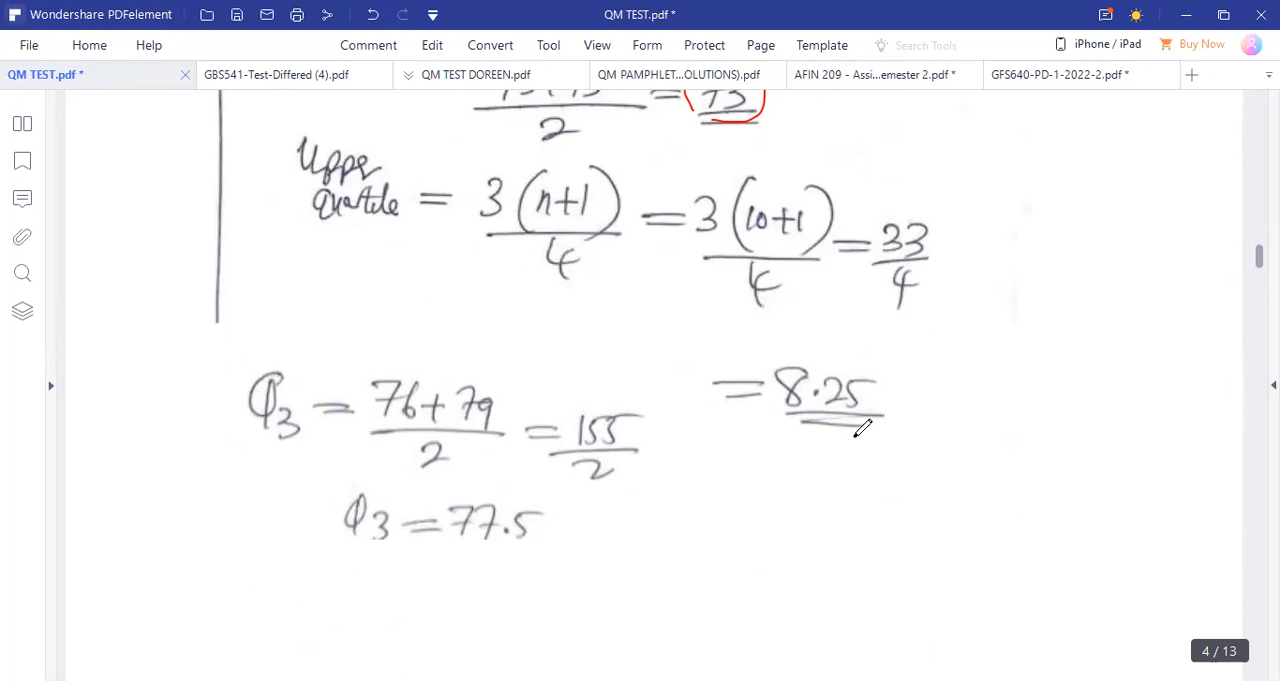 Wondershare PDFelement
QM TEST.pdf *
File Home Help Comment Edit Convert Tool View Form Protect Page Template Search Tools iPhone / iPad Buy Now
QM TEST.pdf * GBS541-Test-Differed (4).pdf QM TEST DOREEN.pdf QM PAMPHLET...OLUTIONS).pdf AFIN 209 - Assi...emester 2.pdf * GFS640-PD-1-2022-2.pdf *
/ 2 = 73
Upper quartile = 3(n+1)/4 = 3(10+1)/4 = 33/4
= 8.25
Q3 = 76+79/2 = 155/2
Q3 = 77.5
4 / 13